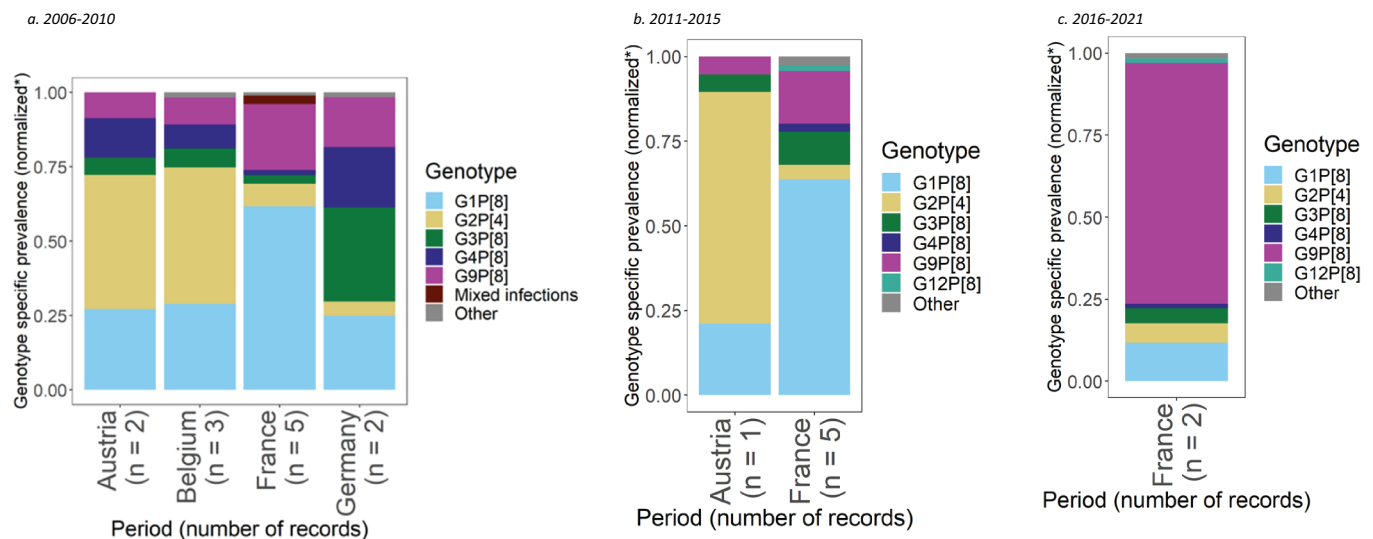 a. 2006-2010
Genotype specific prevalence (normalized*)
1.00
0.75
0.50
0.25
0.00
Austria
(n = 2)
Belgium
(n = 3)
France
(n = 5)
Germany
(n = 2)
Period (number of records)
Genotype
G1P[8]
G2P[4]
G3P[8]
G4P[8]
G9P[8]
Mixed infections
Other
b. 2011-2015
Genotype specific prevalence (normalized*)
1.00
0.75
0.50
0.25
0.00
Austria
(n = 1)
France
(n = 5)
Period (number of records)
Genotype
G1P[8]
G2P[4]
G3P[8]
G4P[8]
G9P[8]
G12P[8]
Other
c. 2016-2021
Genotype specific prevalence (normalized*)
1.00
0.75
0.50
0.25
0.00
France
(n = 2)
Period (number of records)
Genotype
G1P[8]
G2P[4]
G3P[8]
G4P[8]
G9P[8]
G12P[8]
Other